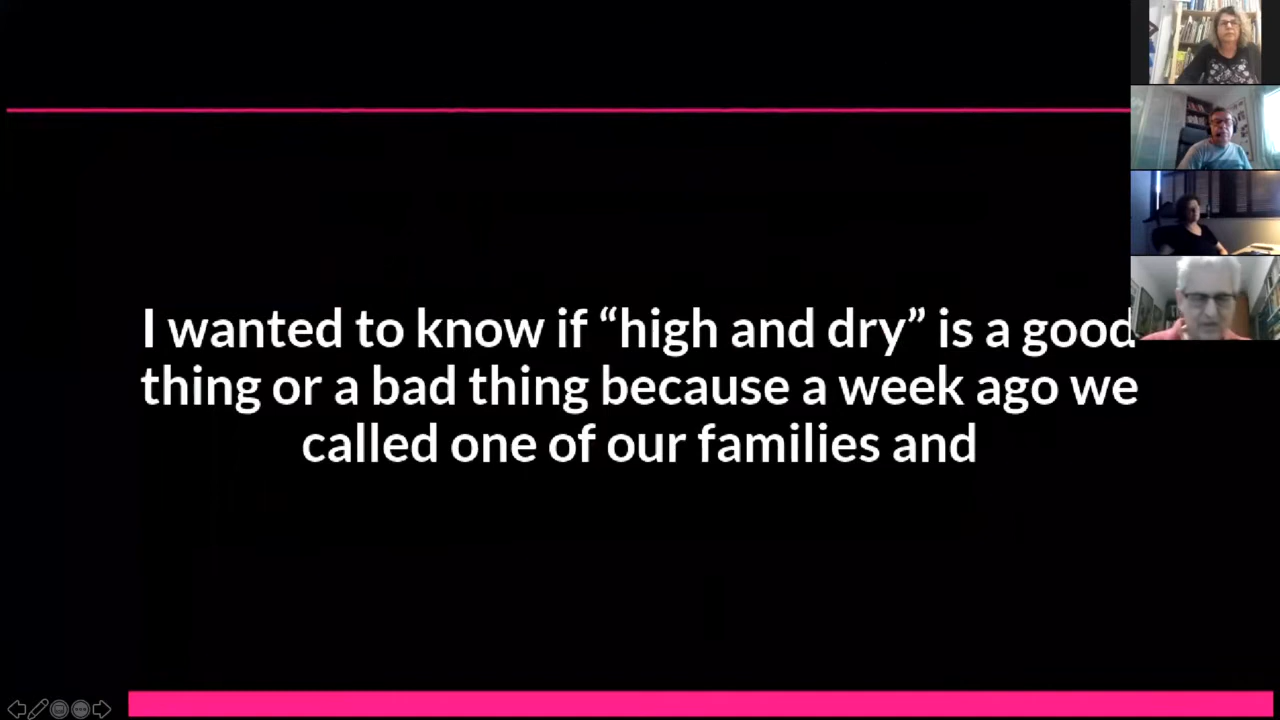 I wanted to know if “high and dry” is a good
thing or a bad thing because a week ago we
called one of our families and